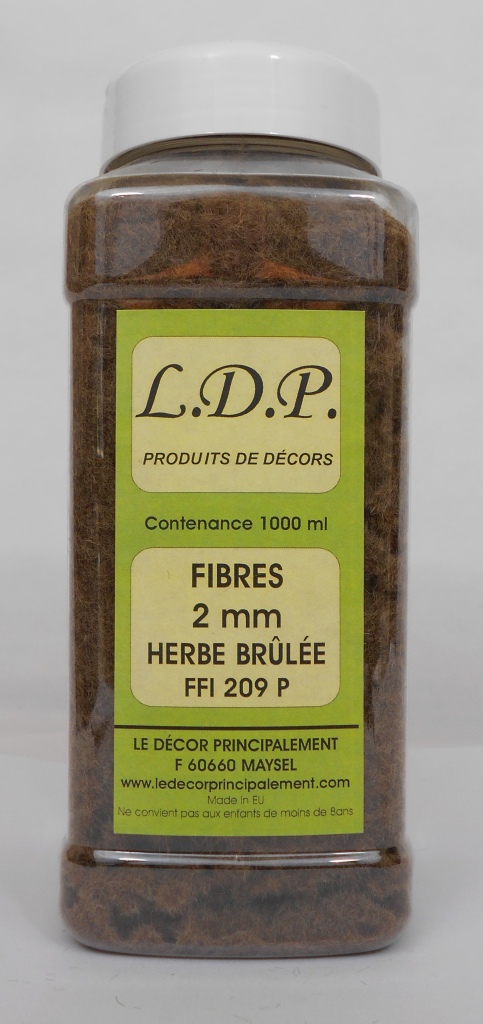 L.D.P.
PRODUITS DE DÉCORS
Contenance 1000 ml
FIBRES
2 mm
HERBE BRÛLÉE
FFI 209 P
LE DÉCOR PRINCIPALEMENT
F 60660 MAYSEL
www.ledecorprincipalement.com
Made in EU
Ne convient pas aux enfants de moins de 8ans